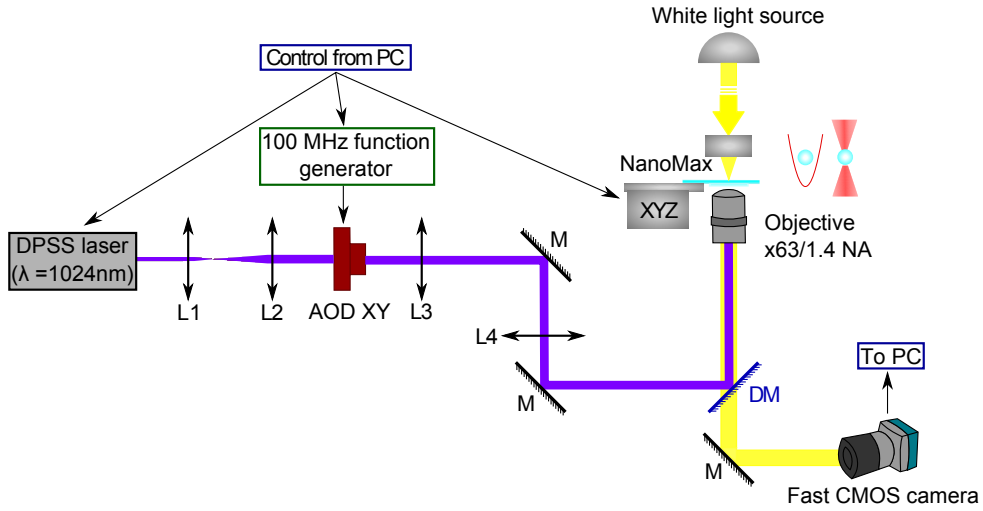 White light source
Control from PC
100 MHz function
generator
NanoMax
XYZ
Objective
x63/1.4 NA
DPSS laser
(λ =1024nm)
M
L1
L2
AOD XY
L3
L4
M
DM
To PC
M
Fast CMOS camera